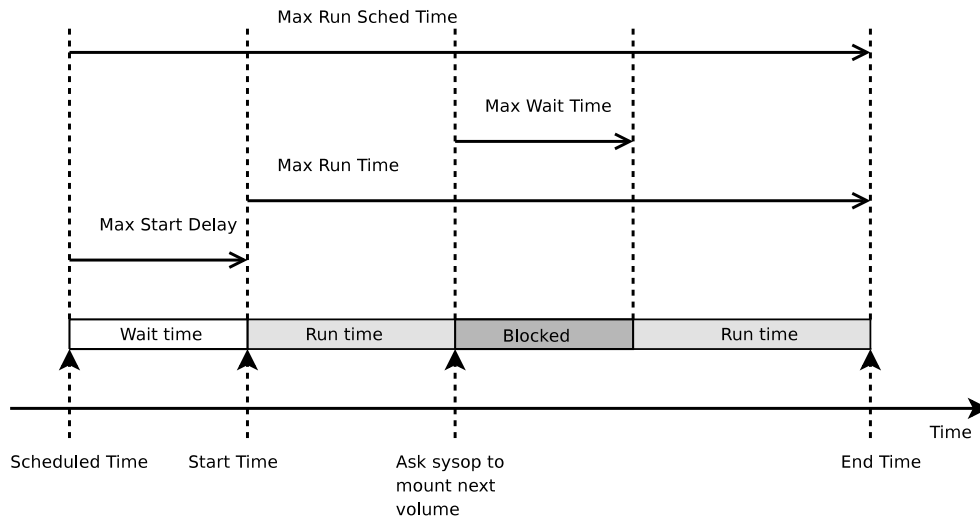 Max Run Sched Time
Max Wait Time
Max Run Time
Max Start Delay
Wait time
Run time
Blocked
Run time
Time
Scheduled Time
Start Time
Ask sysop to
mount next
volume
End Time